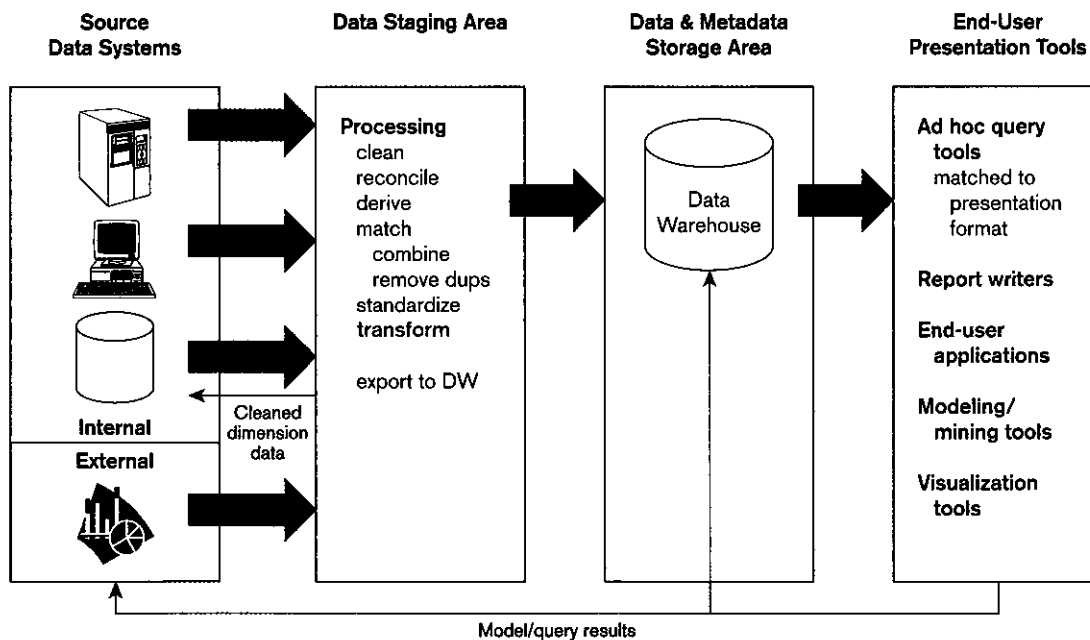 Source
Data Systems
Data Staging Area
Data & Metadata
Storage Area
End-User
Presentation Tools
Internal
External
Processing
clean
reconcile
derive
match
combine
remove dups
standardize
transform
export to DW
Cleaned
dimension
data
Data
Warehouse
Ad hoc query
tools
matched to
presentation
format
Report writers
End-user
applications
Modeling/
mining tools
Visualization
tools
Model/query results